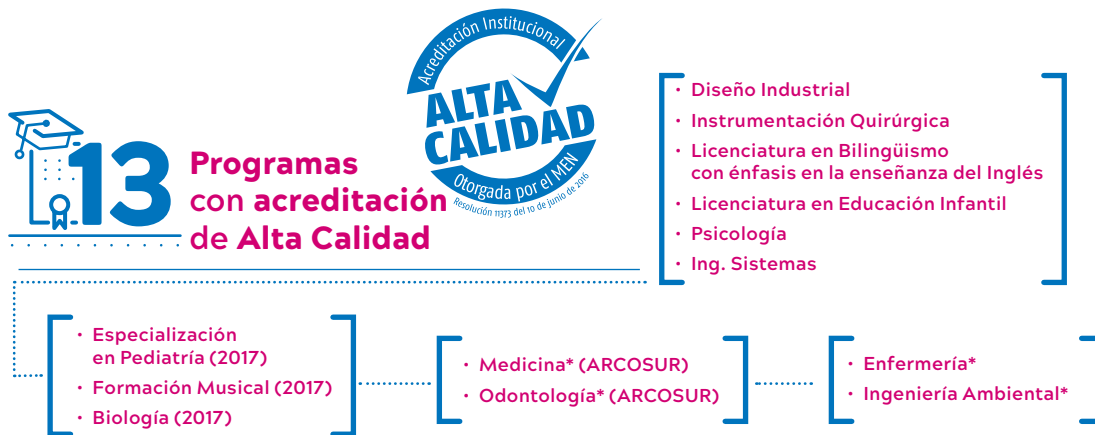 13
Programas
con acreditación
de Alta Calidad
Acreditación Institucional
ALTA
CALIDAD
Otorgada por el MEN
Resolución 11373 del 10 de junio de 2016
· Diseño Industrial
· Instrumentación Quirúrgica
· Licenciatura en Bilingüismo
con énfasis en la enseñanza del Inglés
· Licenciatura en Educación Infantil
· Psicología
· Ing. Sistemas
· Especialización
en Pediatría (2017)
· Formación Musical (2017)
· Biología (2017)
· Medicina* (ARCOSUR)
· Odontología* (ARCOSUR)
· Enfermería*
· Ingeniería Ambiental*